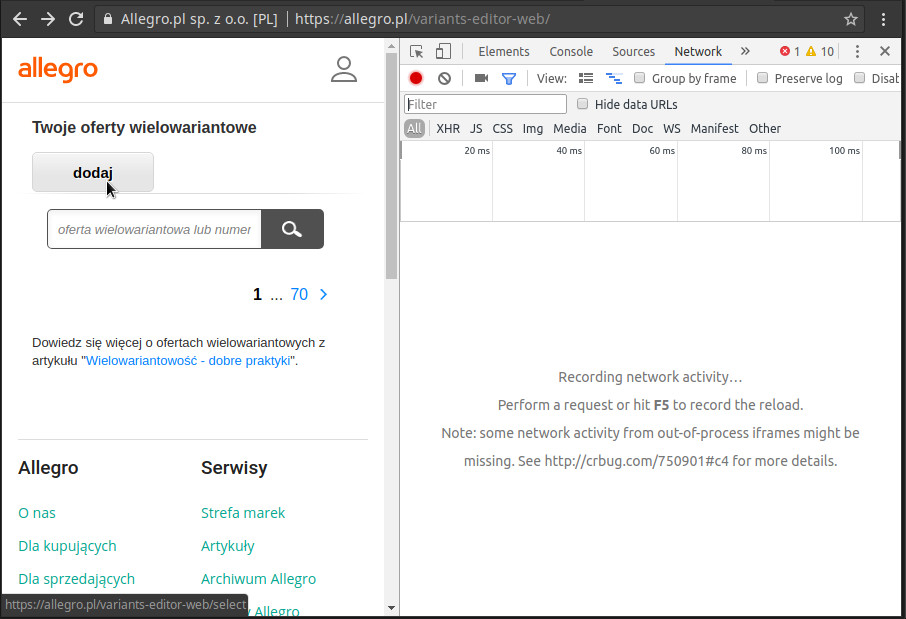 Allegro.pl sp. z o.o. [PL] | https://allegro.pl/variants-editor-web/
allegro
Twoje oferty wielowariantowe
dodaj
oferta wielowariantowa lub numer
1 ... 70
Dowiedz się więcej o ofertach wielowariantowych z
artykułu "Wielowariantowość - dobre praktyki".
Allegro
Serwisy
O nas
Strefa marek
Dla kupujących
Artykuły
Dla sprzedających
Archiwum Allegro
Allegro
https://allegro.pl/variants-editor-web/select
Elements Console Sources Network » 1 10
View: Group by frame Preserve log Disat
Filter Hide data URLs
All XHR JS CSS Img Media Font Doc WS Manifest Other
20 ms 40 ms 60 ms 80 ms 100 ms
Recording network activity…
Perform a request or hit F5 to record the reload.
Note: some network activity from out-of-process iframes might be
missing. See http://crbug.com/750901#c4 for more details.